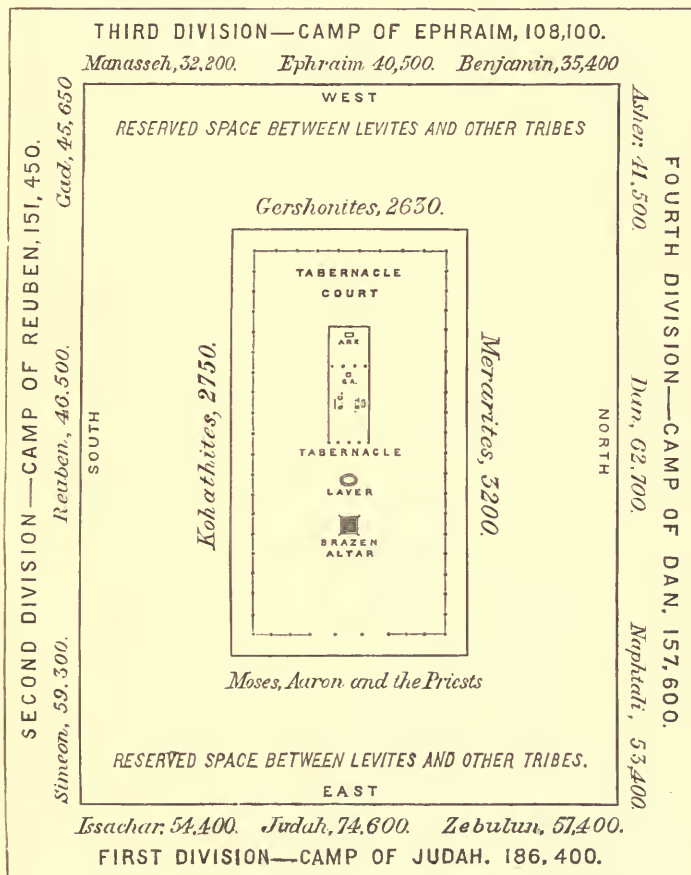 THIRD DIVISION—CAMP OF EPHRAIM, 108,100.
Manasseh, 32.200. Ephraim 40,500. Benjamin, 35,400
WEST
RESERVED SPACE BETWEEN LEVITES AND OTHER TRIBES
SECOND DIVISION—CAMP OF REUBEN, 151,450.
Gad, 45,650
Reuben, 46.500.
Simeon, 59.300.
SOUTH
Gershonites, 2630.
Kohathites, 2750.
TABERNACLE
COURT
ARK
G.A.
TABERNACLE
LAVER
BRAZEN
ALTAR
Merarites, 3200.
Moses, Aaron and the Priests
NORTH
Asher. 41.500.
Dan, 62.700.
Naphtali, 53,400.
FOURTH DIVISION—CAMP OF DAN, 157,600.
RESERVED SPACE BETWEEN LEVITES AND OTHER TRIBES.
EAST
Issachar. 54,400. Judah, 74,600. Zebulun, 57,400.
FIRST DIVISION—CAMP OF JUDAH. 186,400.